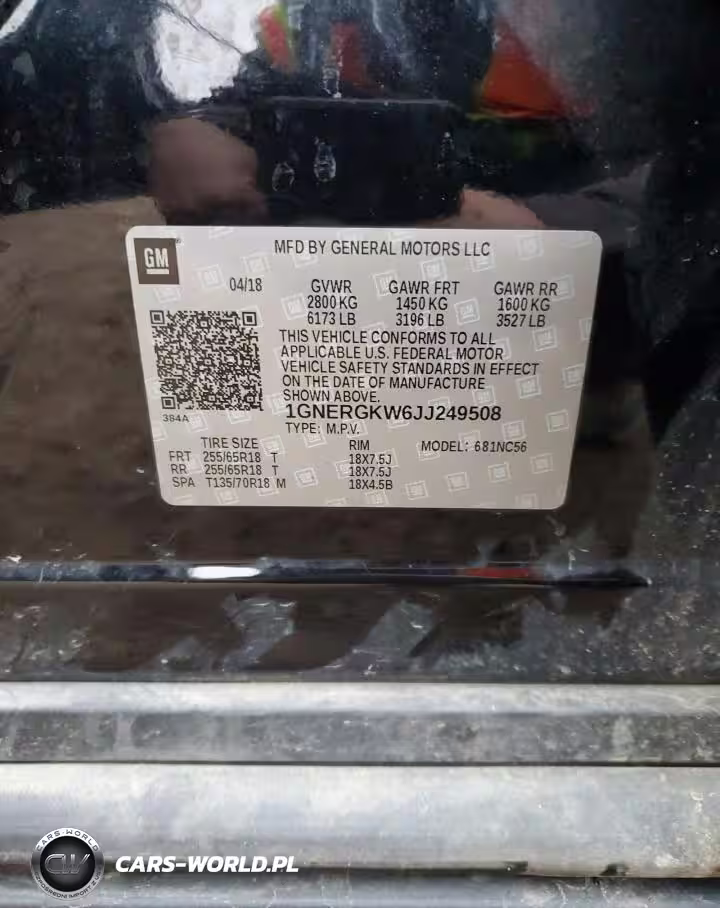 GM
MFD BY GENERAL MOTORS LLC
04/18 GVWR GAWR FRT GAWR RR
2800 KG 1450 KG 1600 KG
6173 LB 3196 LB 3527 LB
THIS VEHICLE CONFORMS TO ALL
APPLICABLE U.S. FEDERAL MOTOR
VEHICLE SAFETY STANDARDS IN EFFECT
ON THE DATE OF MANUFACTURE
SHOWN ABOVE.
384A
1GNERGKW6JJ249508
TYPE: M.P.V. MODEL: 681NC56
TIRE SIZE RIM
FRT 255/65R18 T 18X7.5J
RR 255/65R18 T 18X7.5J
SPA T135/70R18 M 18X4.5B
CARS-WORLD
CW
CARS-WORLD.PL